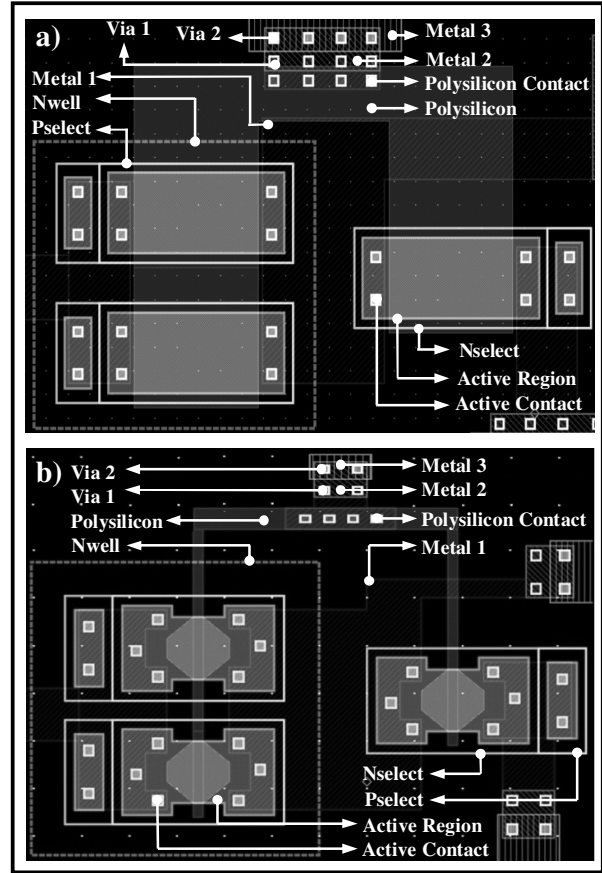 a)
Via 1
Via 2
Metal 3
Metal 2
Metal 1
Polysilicon Contact
Nwell
Polysilicon
Pselect
Nselect
Active Region
Active Contact
b)
Via 2
Metal 3
Via 1
Metal 2
Polysilicon
Polysilicon Contact
Nwell
Metal 1
Nselect
Pselect
Active Region
Active Contact